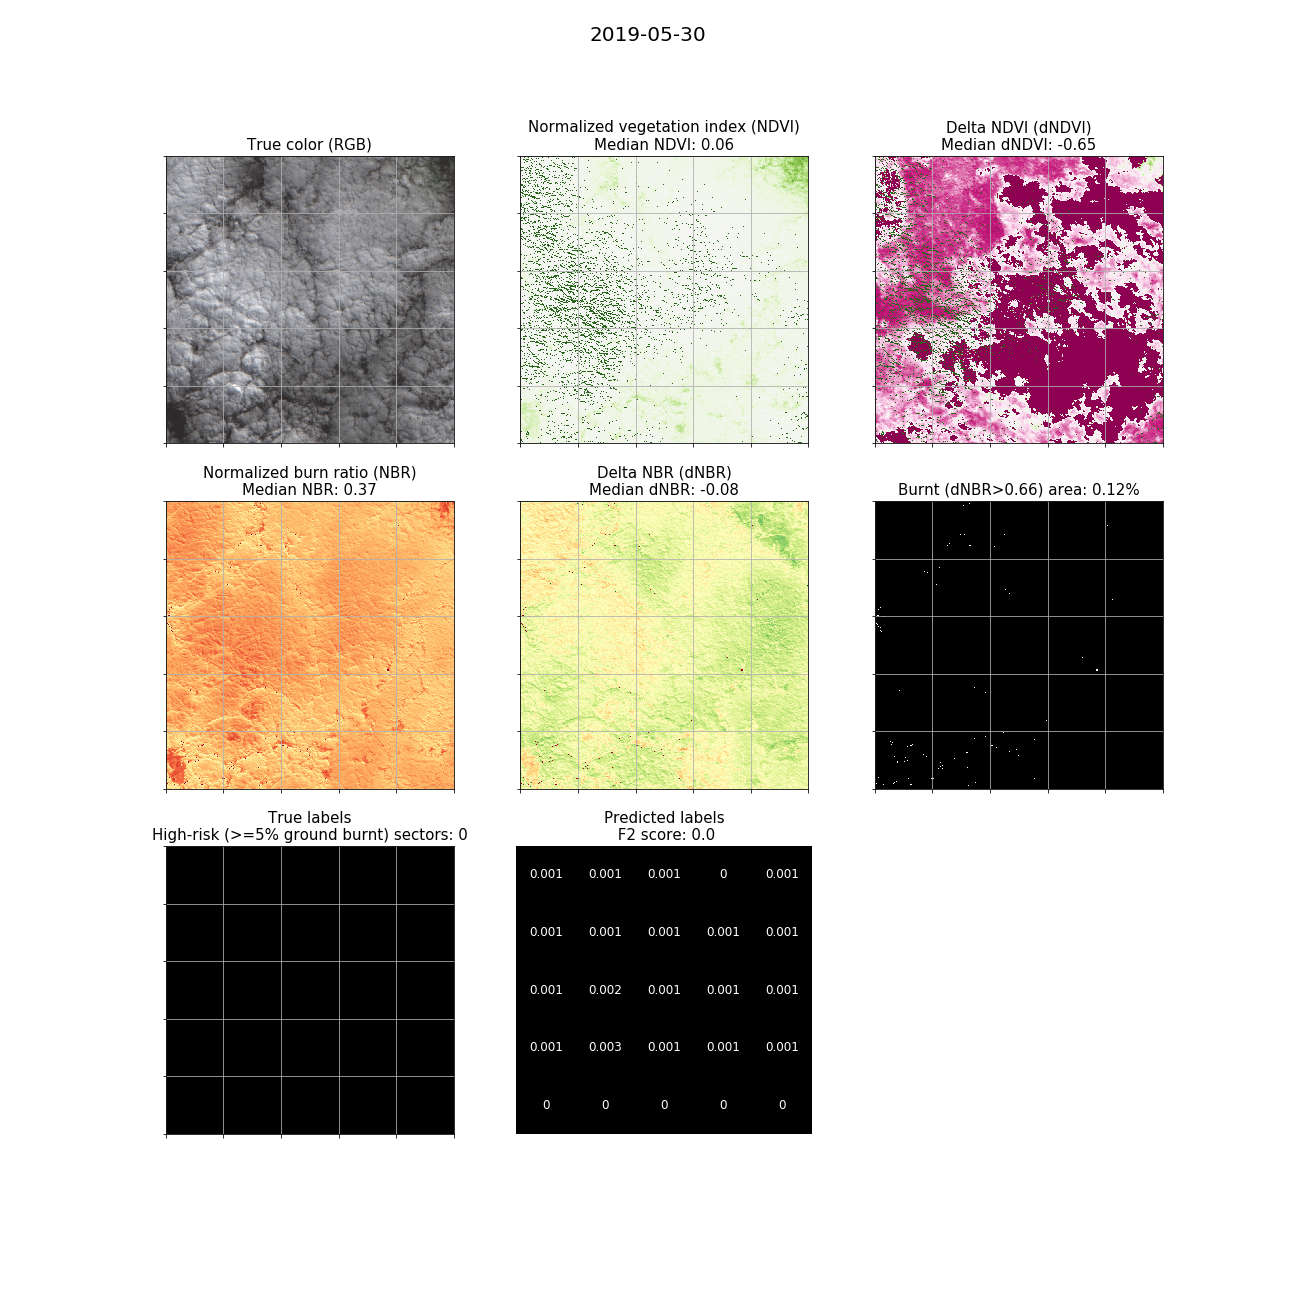 2019-05-30
True color (RGB)
Normalized vegetation index (NDVI)
Median NDVI: 0.06
Delta NDVI (dNDVI)
Median dNDVI: -0.65
Normalized burn ratio (NBR)
Median NBR: 0.37
Delta NBR (dNBR)
Median dNBR: -0.08
Burnt (dNBR>0.66) area: 0.12%
True labels
High-risk (>=5% ground burnt) sectors: 0
Predicted labels
F2 score: 0.0
0.001 0.001 0.001 0 0.001
0.001 0.001 0.001 0.001 0.001
0.001 0.002 0.001 0.001 0.001
0.001 0.003 0.001 0.001 0.001
0 0 0 0 0